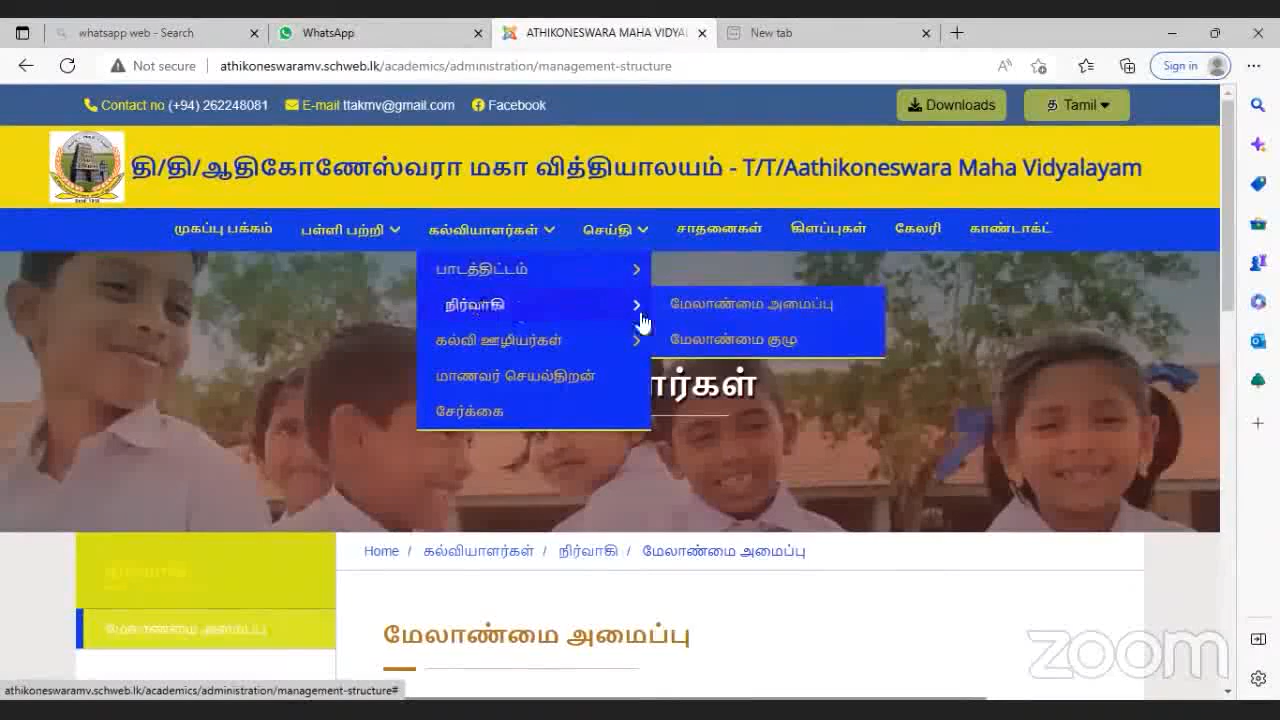 whatsapp web - Search
WhatsApp
ATHIKONESWARA MAHA VIDYAL
New tab
Not secure
athikoneswaramv.schweb.lk/academics/administration/management-structure
Sign in
Contact no (+94) 262248081
E-mail ttakmv@gmail.com
Facebook
Downloads
த Tamil
தி/தி/ஆதிகோணேஸ்வரா மகா வித்தியாலயம் - T/T/Aathikoneswara Maha Vidyalayam
முகப்பு பக்கம்
பள்ளி பற்றி
கல்வியாளர்கள்
செய்தி
சாதனைகள்
கிளப்புகள்
கேலரி
காண்டாக்ட்
பாடத்திட்டம்
நிர்வாகி
மேலாண்மை அமைப்பு
கல்வி ஊழியர்கள்
மேலாண்மை குழு
மாணவர் செயல்திறன்
ார்கள்
சேர்க்கை
Home / கல்வியாளர்கள் / நிர்வாகி / மேலாண்மை அமைப்பு
மேலாண்மை அமைப்பு
மேலாண்மை அமைப்பு
zoom
athikoneswaramv.schweb.lk/academics/administration/management-structure#